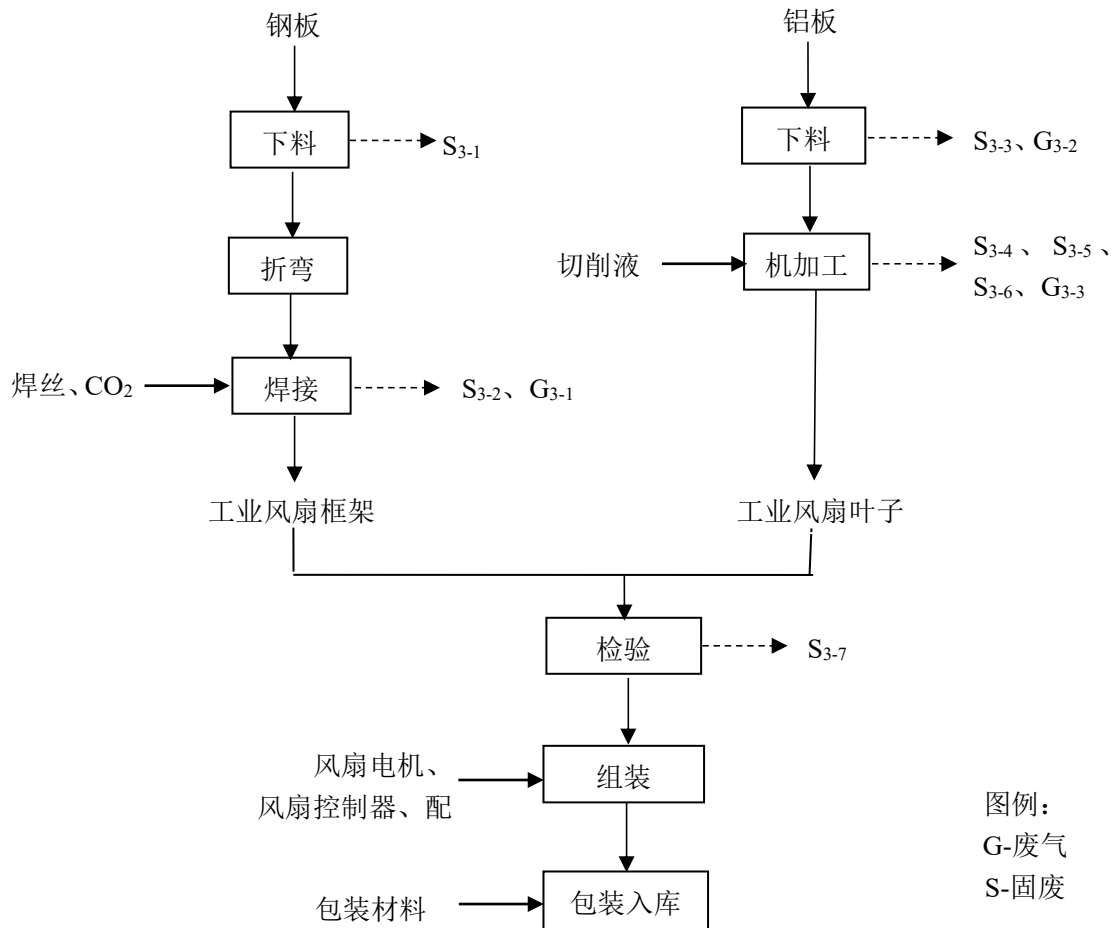 钢板
铝板
下料
S3-1
下料
S3-3、G3-2
折弯
切削液
机加工
S3-4 、 S3-5 、
S3-6、G3-3
焊丝、CO2
焊接
S3-2、G3-1
工业风扇框架
工业风扇叶子
检验
S3-7
风扇电机、
风扇控制器、配
组装
图例：
G-废气
S-固废
包装材料
包装入库